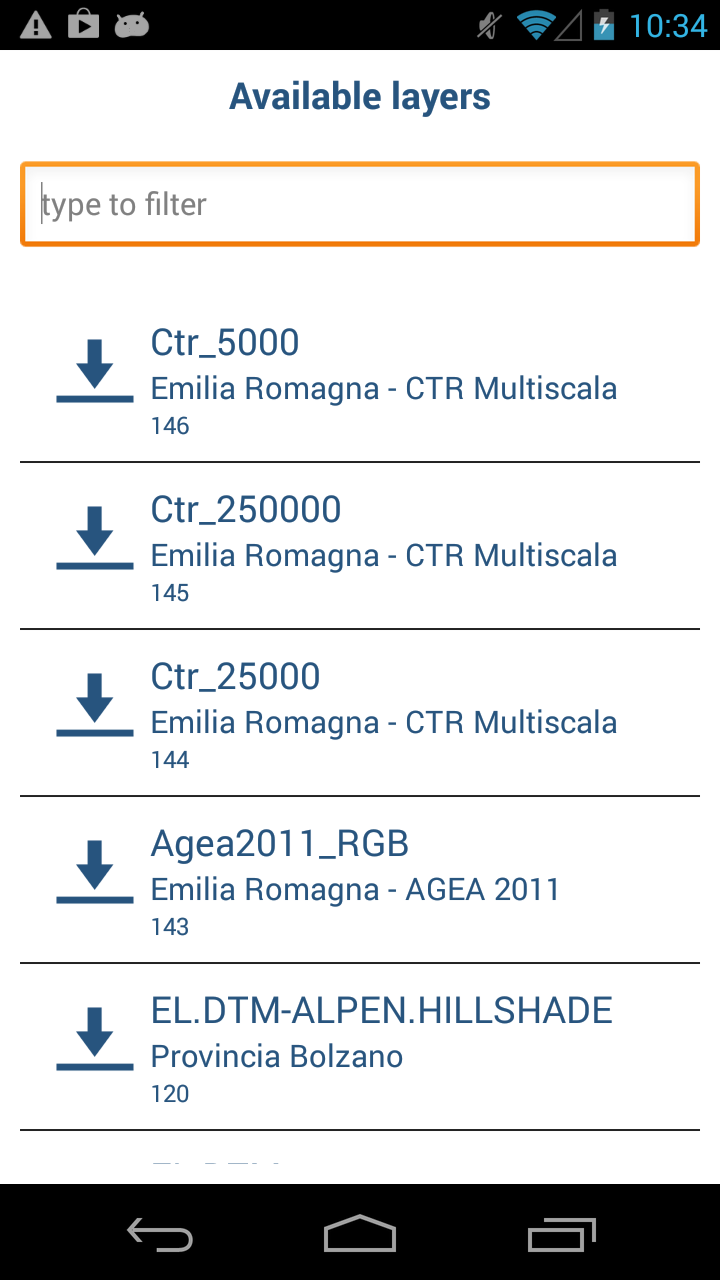 10:34
Available layers
type to filter
Ctr_5000
Emilia Romagna - CTR Multiscala
146
Ctr_250000
Emilia Romagna - CTR Multiscala
145
Ctr_25000
Emilia Romagna - CTR Multiscala
144
Agea2011_RGB
Emilia Romagna - AGEA 2011
143
EL.DTM-ALPEN.HILLSHADE
Provincia Bolzano
120